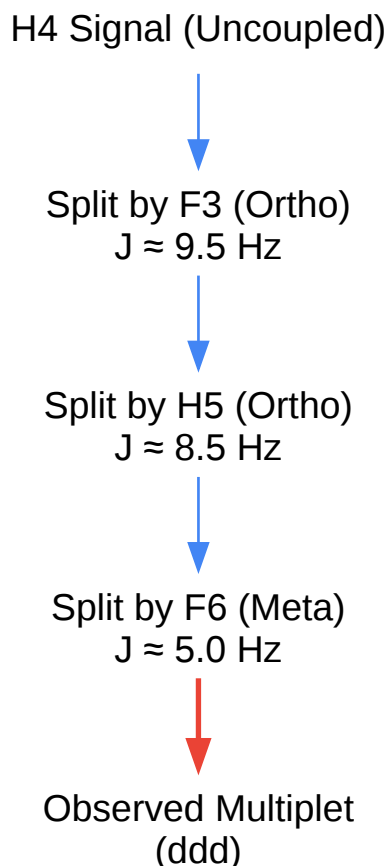 H4 Signal (Uncoupled)
Split by F3 (Ortho)
J ≈ 9.5 Hz
Split by H5 (Ortho)
J ≈ 8.5 Hz
Split by F6 (Meta)
J ≈ 5.0 Hz
Observed Multiplet
(ddd)